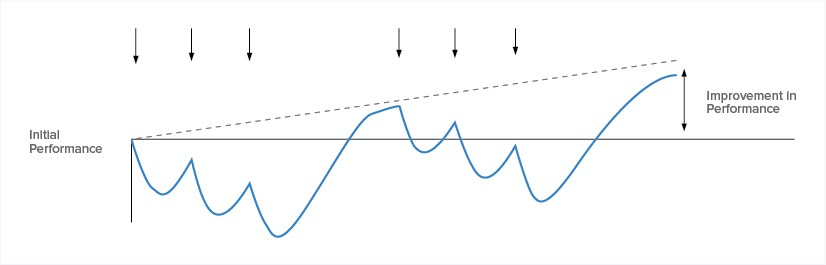 Initial
Performance
Improvement in
Performance